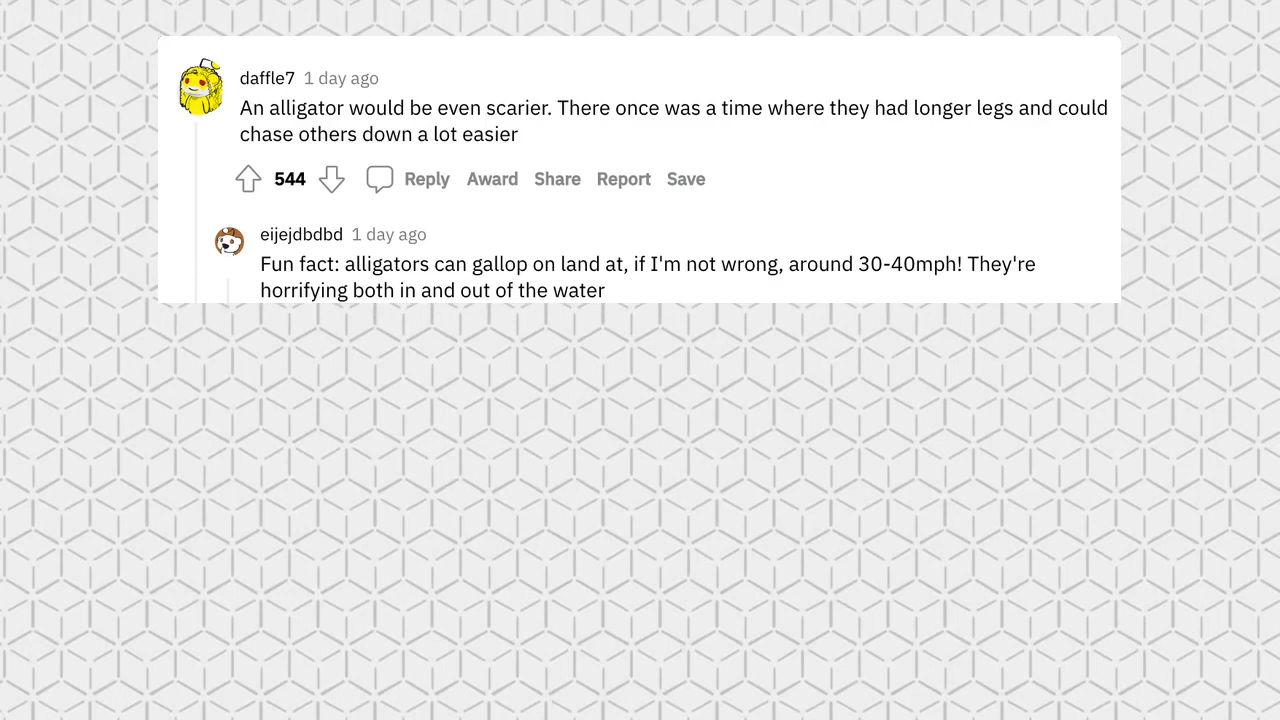 daffle7 1 day ago
An alligator would be even scarier. There once was a time where they had longer legs and could
chase others down a lot easier
544 Reply Award Share Report Save
eijejdbdbd 1 day ago
Fun fact: alligators can gallop on land at, if I'm not wrong, around 30-40mph! They're
horrifying both in and out of the water